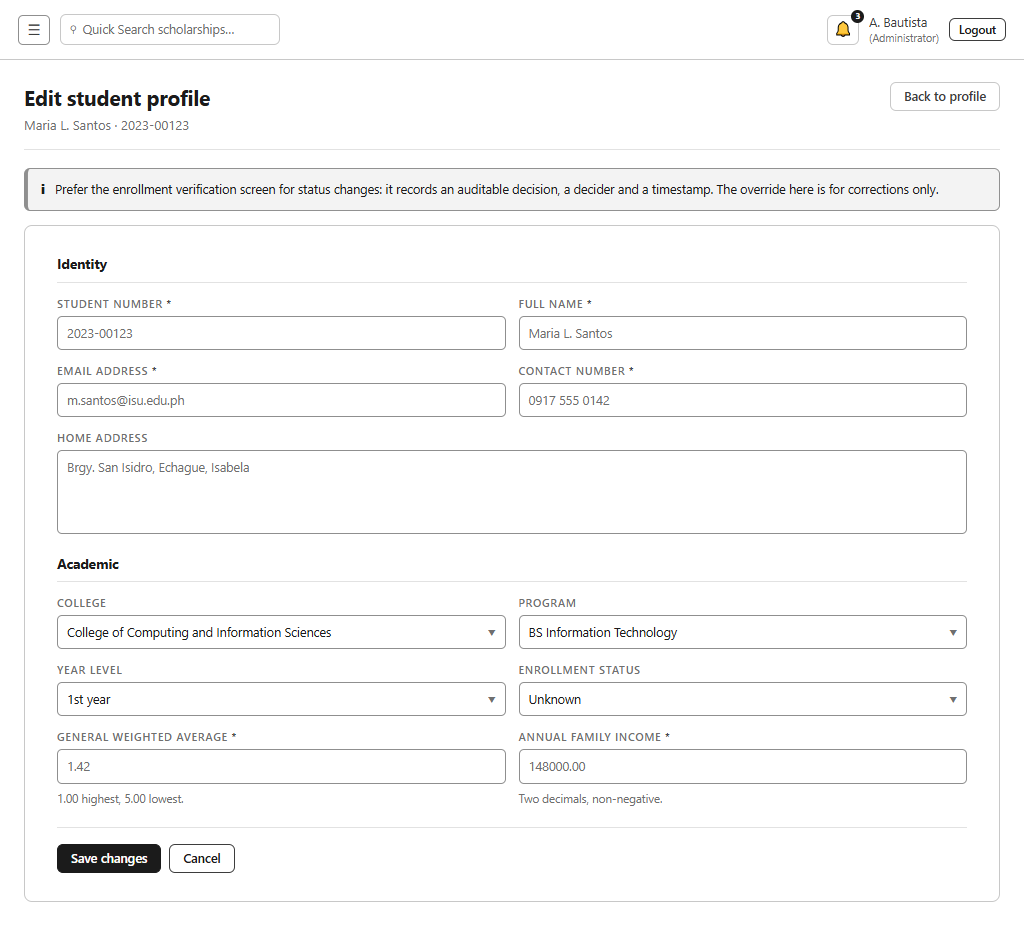 ☰
Quick Search scholarships...
3
A. Bautista
(Administrator)
Logout
Edit student profile
Back to profile
Maria L. Santos · 2023-00123
i Prefer the enrollment verification screen for status changes: it records an auditable decision, a decider and a timestamp. The override here is for corrections only.
Identity
STUDENT NUMBER *
FULL NAME *
2023-00123
Maria L. Santos
EMAIL ADDRESS *
CONTACT NUMBER *
m.santos@isu.edu.ph
0917 555 0142
HOME ADDRESS
Brgy. San Isidro, Echague, Isabela
Academic
COLLEGE
PROGRAM
College of Computing and Information Sciences
BS Information Technology
YEAR LEVEL
ENROLLMENT STATUS
1st year
Unknown
GENERAL WEIGHTED AVERAGE *
ANNUAL FAMILY INCOME *
1.42
148000.00
1.00 highest, 5.00 lowest.
Two decimals, non-negative.
Save changes
Cancel